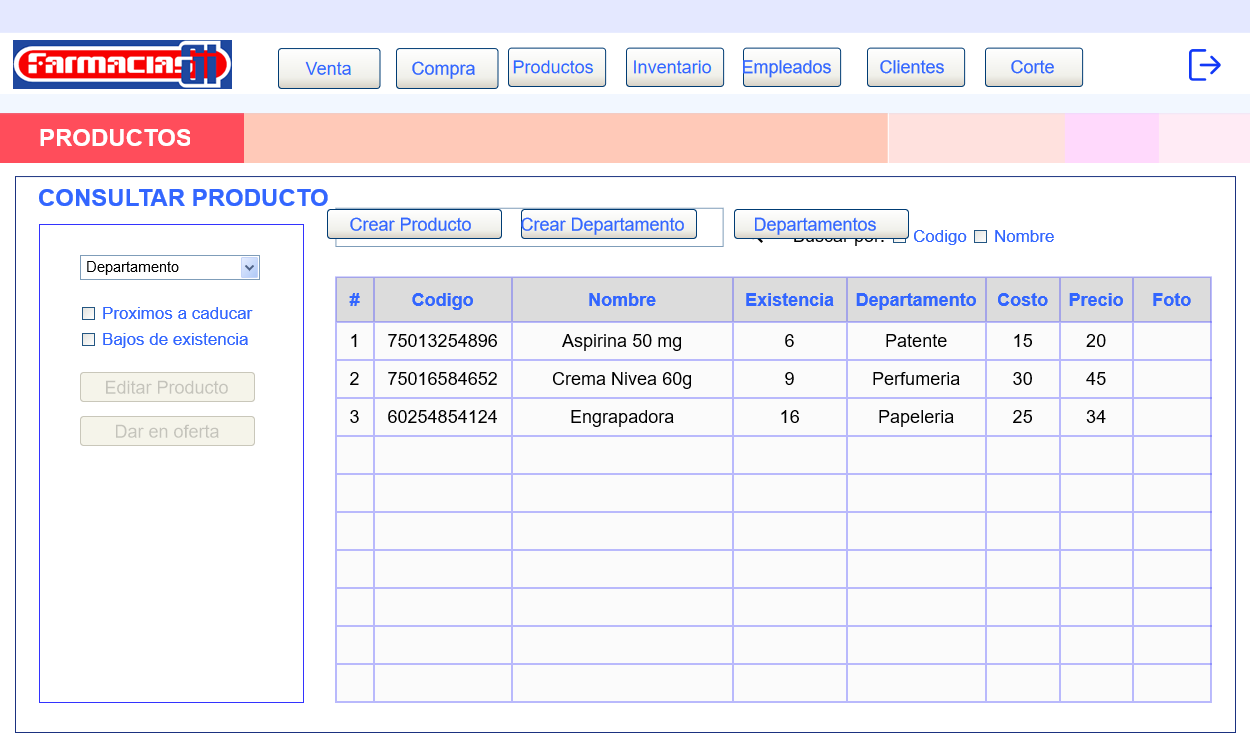 Farmacias GI
Venta Compra Productos Inventario Empleados Clientes Corte
PRODUCTOS
CONSULTAR PRODUCTO
Crear Producto Crear Departamento Departamentos
Buscar por: Codigo Nombre
Departamento
Proximos a caducar
Bajos de existencia
Editar Producto
Dar en oferta
# Codigo Nombre Existencia Departamento Costo Precio Foto
1 75013254896 Aspirina 50 mg 6 Patente 15 20
2 75016584652 Crema Nivea 60g 9 Perfumeria 30 45
3 60254854124 Engrapadora 16 Papeleria 25 34